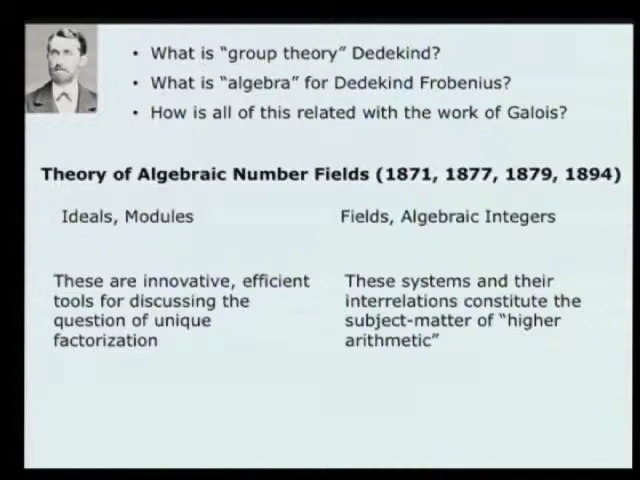 • What is “group theory” Dedekind?
• What is “algebra” for Dedekind Frobenius?
• How is all of this related with the work of Galois?
Theory of Algebraic Number Fields (1871, 1877, 1879, 1894)
Ideals, Modules
Fields, Algebraic Integers
These are innovative, efficient
tools for discussing the
question of unique
factorization
These systems and their
interrelations constitute the
subject-matter of “higher
arithmetic”